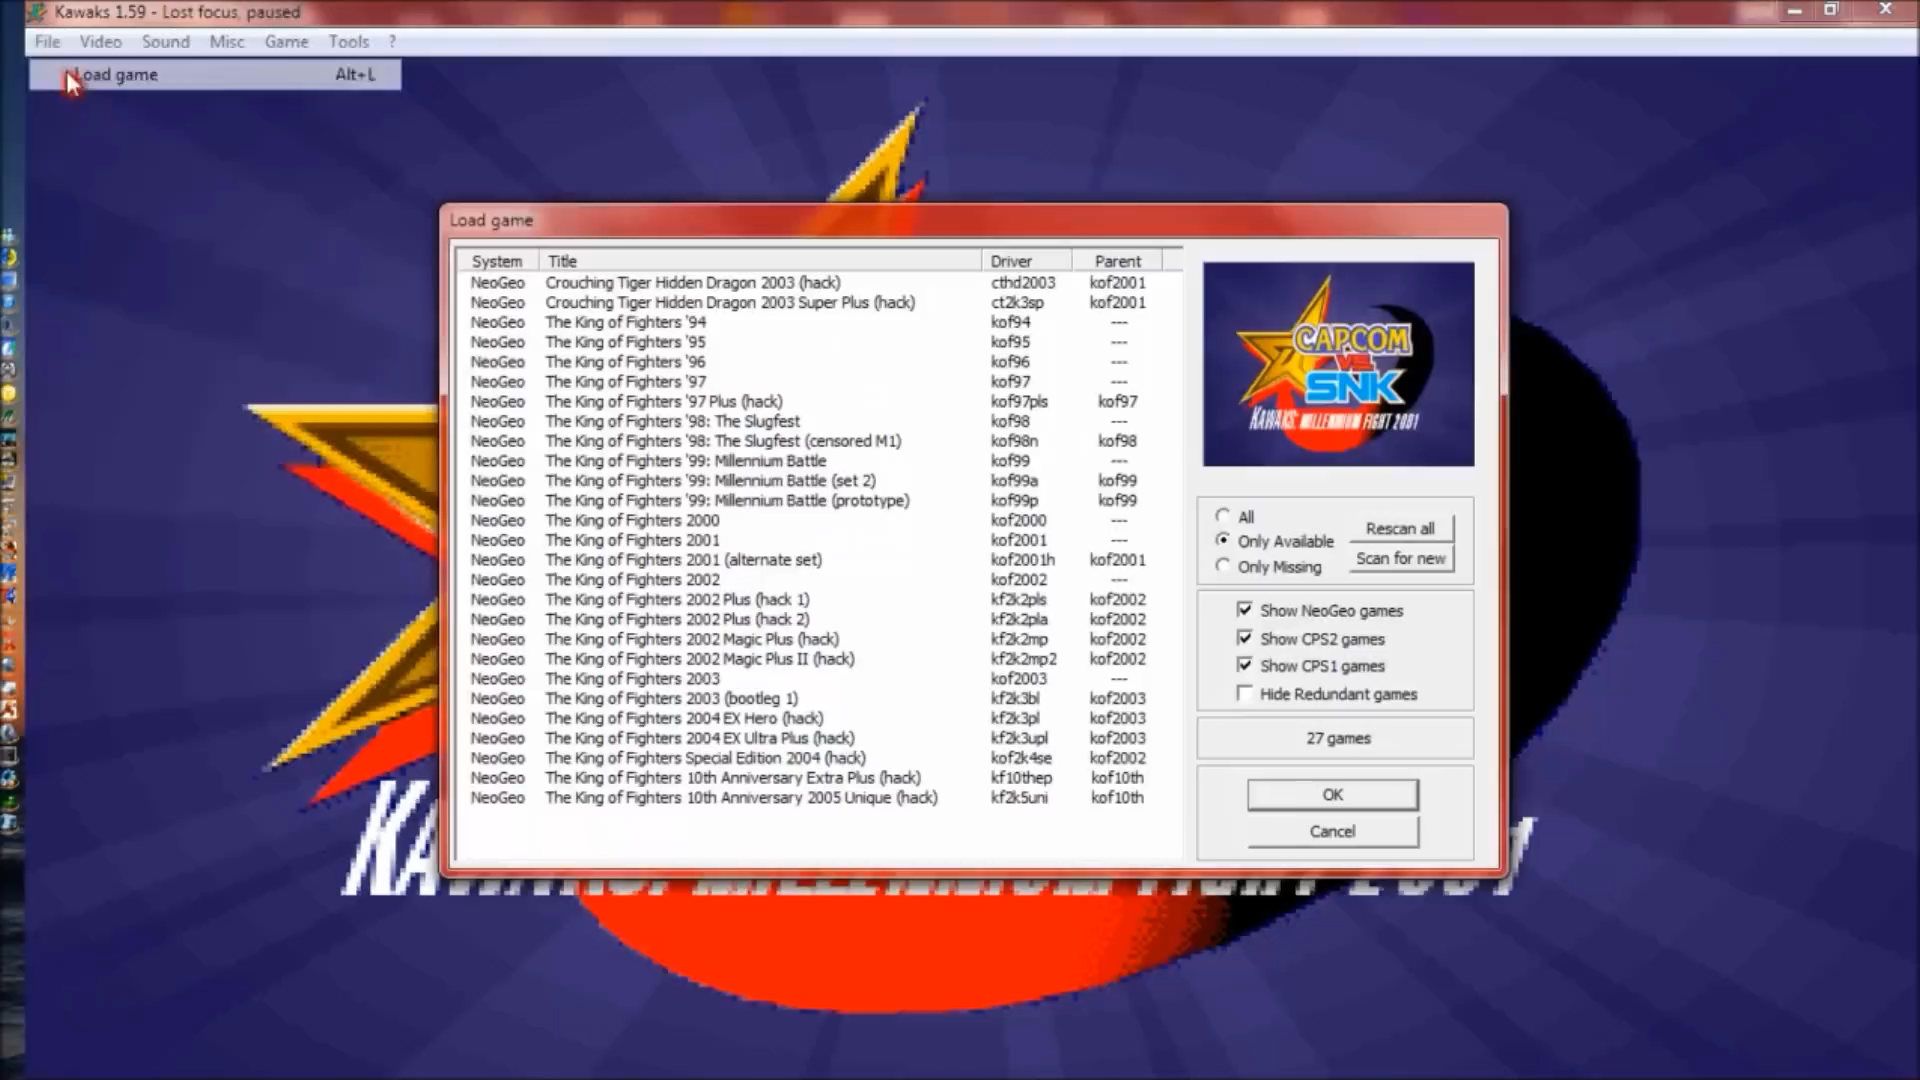 Kawaks 1.59 - Lost focus, paused
File Video Sound Misc Game Tools ?
Load game Alt+L
Load game
System Title Driver Parent
NeoGeo Crouching Tiger Hidden Dragon 2003 (hack) cthd2003 kof2001
NeoGeo Crouching Tiger Hidden Dragon 2003 Super Plus (hack) ct2k3sp kof2001
NeoGeo The King of Fighters '94 kof94 ---
NeoGeo The King of Fighters '95 kof95 ---
NeoGeo The King of Fighters '96 kof96 ---
NeoGeo The King of Fighters '97 kof97 ---
NeoGeo The King of Fighters '97 Plus (hack) kof97pls kof97
NeoGeo The King of Fighters '98: The Slugfest kof98 ---
NeoGeo The King of Fighters '98: The Slugfest (censored M1) kof98n kof98
NeoGeo The King of Fighters '99: Millennium Battle kof99 ---
NeoGeo The King of Fighters '99: Millennium Battle (set 2) kof99a kof99
NeoGeo The King of Fighters '99: Millennium Battle (prototype) kof99p kof99
NeoGeo The King of Fighters 2000 kof2000 ---
NeoGeo The King of Fighters 2001 kof2001 ---
NeoGeo The King of Fighters 2001 (alternate set) kof2001h kof2001
NeoGeo The King of Fighters 2002 kof2002 ---
NeoGeo The King of Fighters 2002 Plus (hack 1) kf2k2pls kof2002
NeoGeo The King of Fighters 2002 Plus (hack 2) kf2k2pla kof2002
NeoGeo The King of Fighters 2002 Magic Plus (hack) kf2k2mp kof2002
NeoGeo The King of Fighters 2002 Magic Plus II (hack) kf2k2mp2 kof2002
NeoGeo The King of Fighters 2003 kof2003 ---
NeoGeo The King of Fighters 2003 (bootleg 1) kf2k3bl kof2003
NeoGeo The King of Fighters 2004 EX Hero (hack) kf2k3pl kof2003
NeoGeo The King of Fighters 2004 EX Ultra Plus (hack) kf2k3upl kof2003
NeoGeo The King of Fighters Special Edition 2004 (hack) kof2k4se kof2002
NeoGeo The King of Fighters 10th Anniversary Extra Plus (hack) kf10thep kof10th
NeoGeo The King of Fighters 10th Anniversary 2005 Unique (hack) kf2k5uni kof10th
CAPCOM
VS.
SNK
KAWAKS: MILLENNIUM FIGHT 2001
All
Only Available
Only Missing
Rescan all
Scan for new
Show NeoGeo games
Show CPS2 games
Show CPS1 games
Hide Redundant games
27 games
OK
Cancel